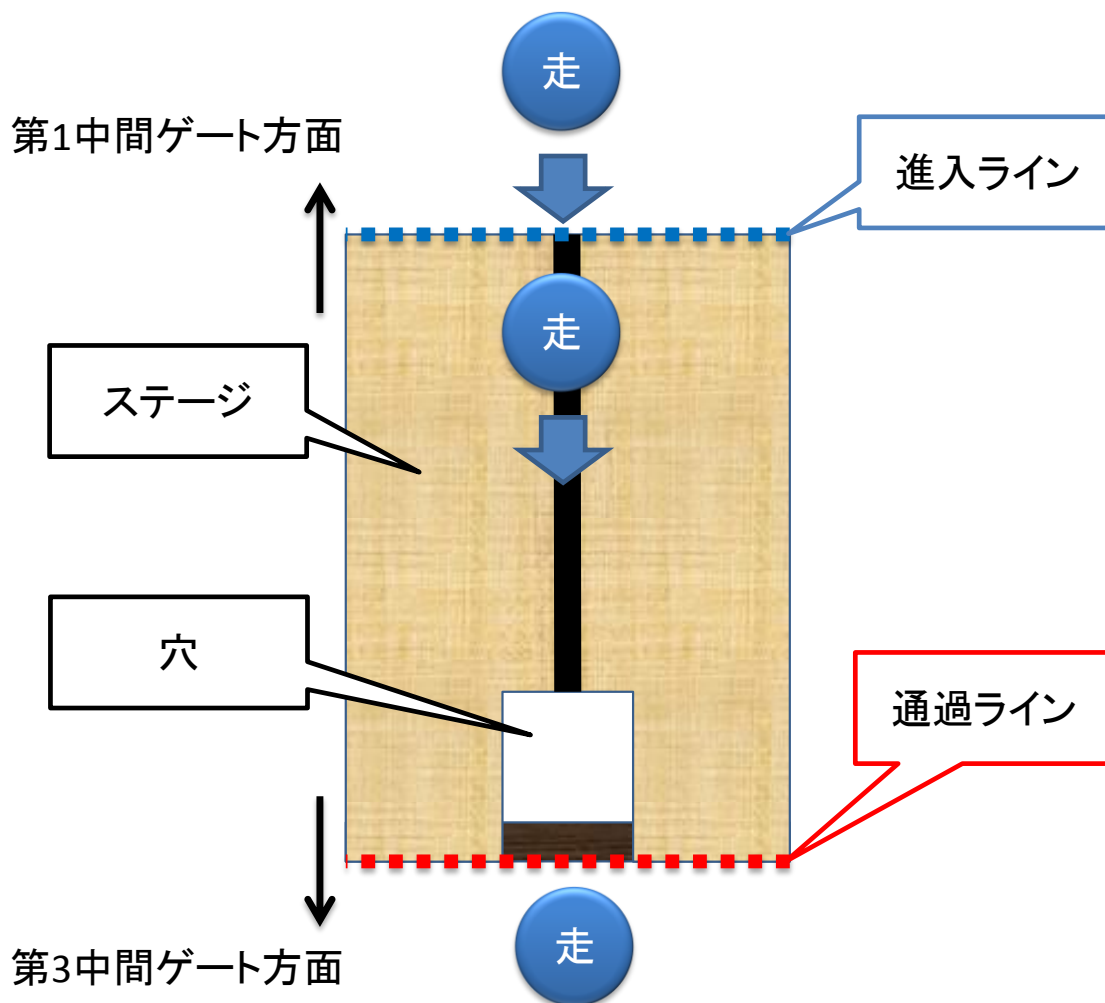 走
第1中間ゲート方面
進入ライン
走
ステージ
穴
通過ライン
走
第3中間ゲート方面